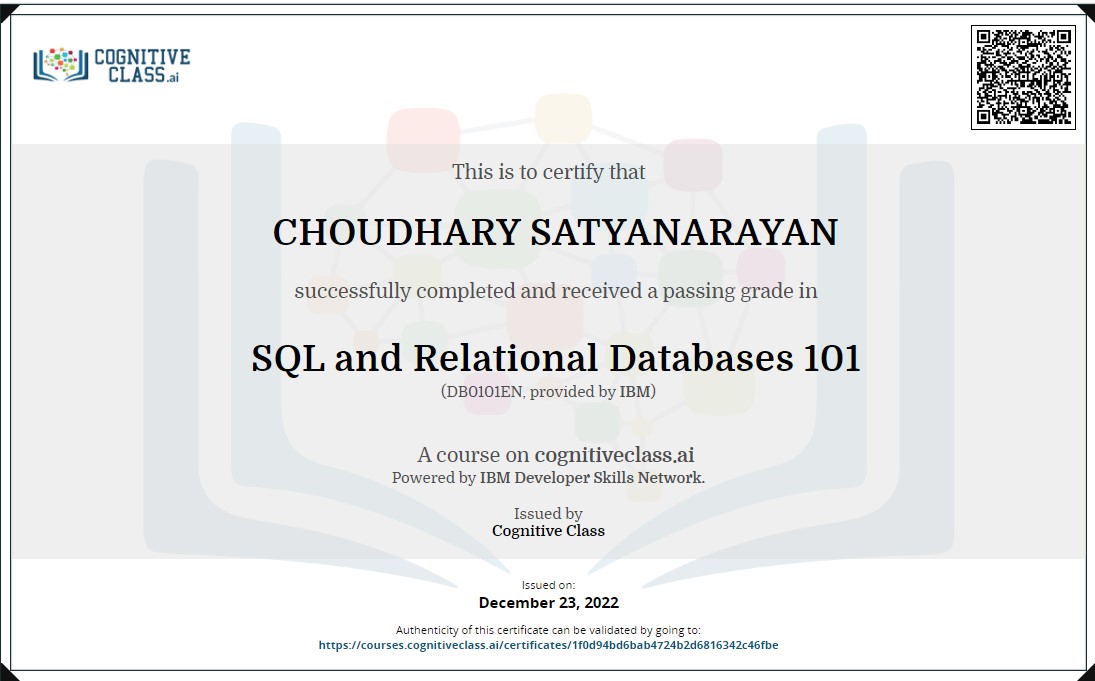 COGNITIVE
CLASS.ai
This is to certify that
CHOUDHARY SATYANARAYAN
successfully completed and received a passing grade in
SQL and Relational Databases 101
(DB0101EN, provided by IBM)
A course on cognitiveclass.ai
Powered by IBM Developer Skills Network.
Issued by
Cognitive Class
Issued on:
December 23, 2022
Authenticity of this certificate can be validated by going to:
https://courses.cognitiveclass.ai/certificates/1f0d94bd6bab4724b2d6816342c46fbe